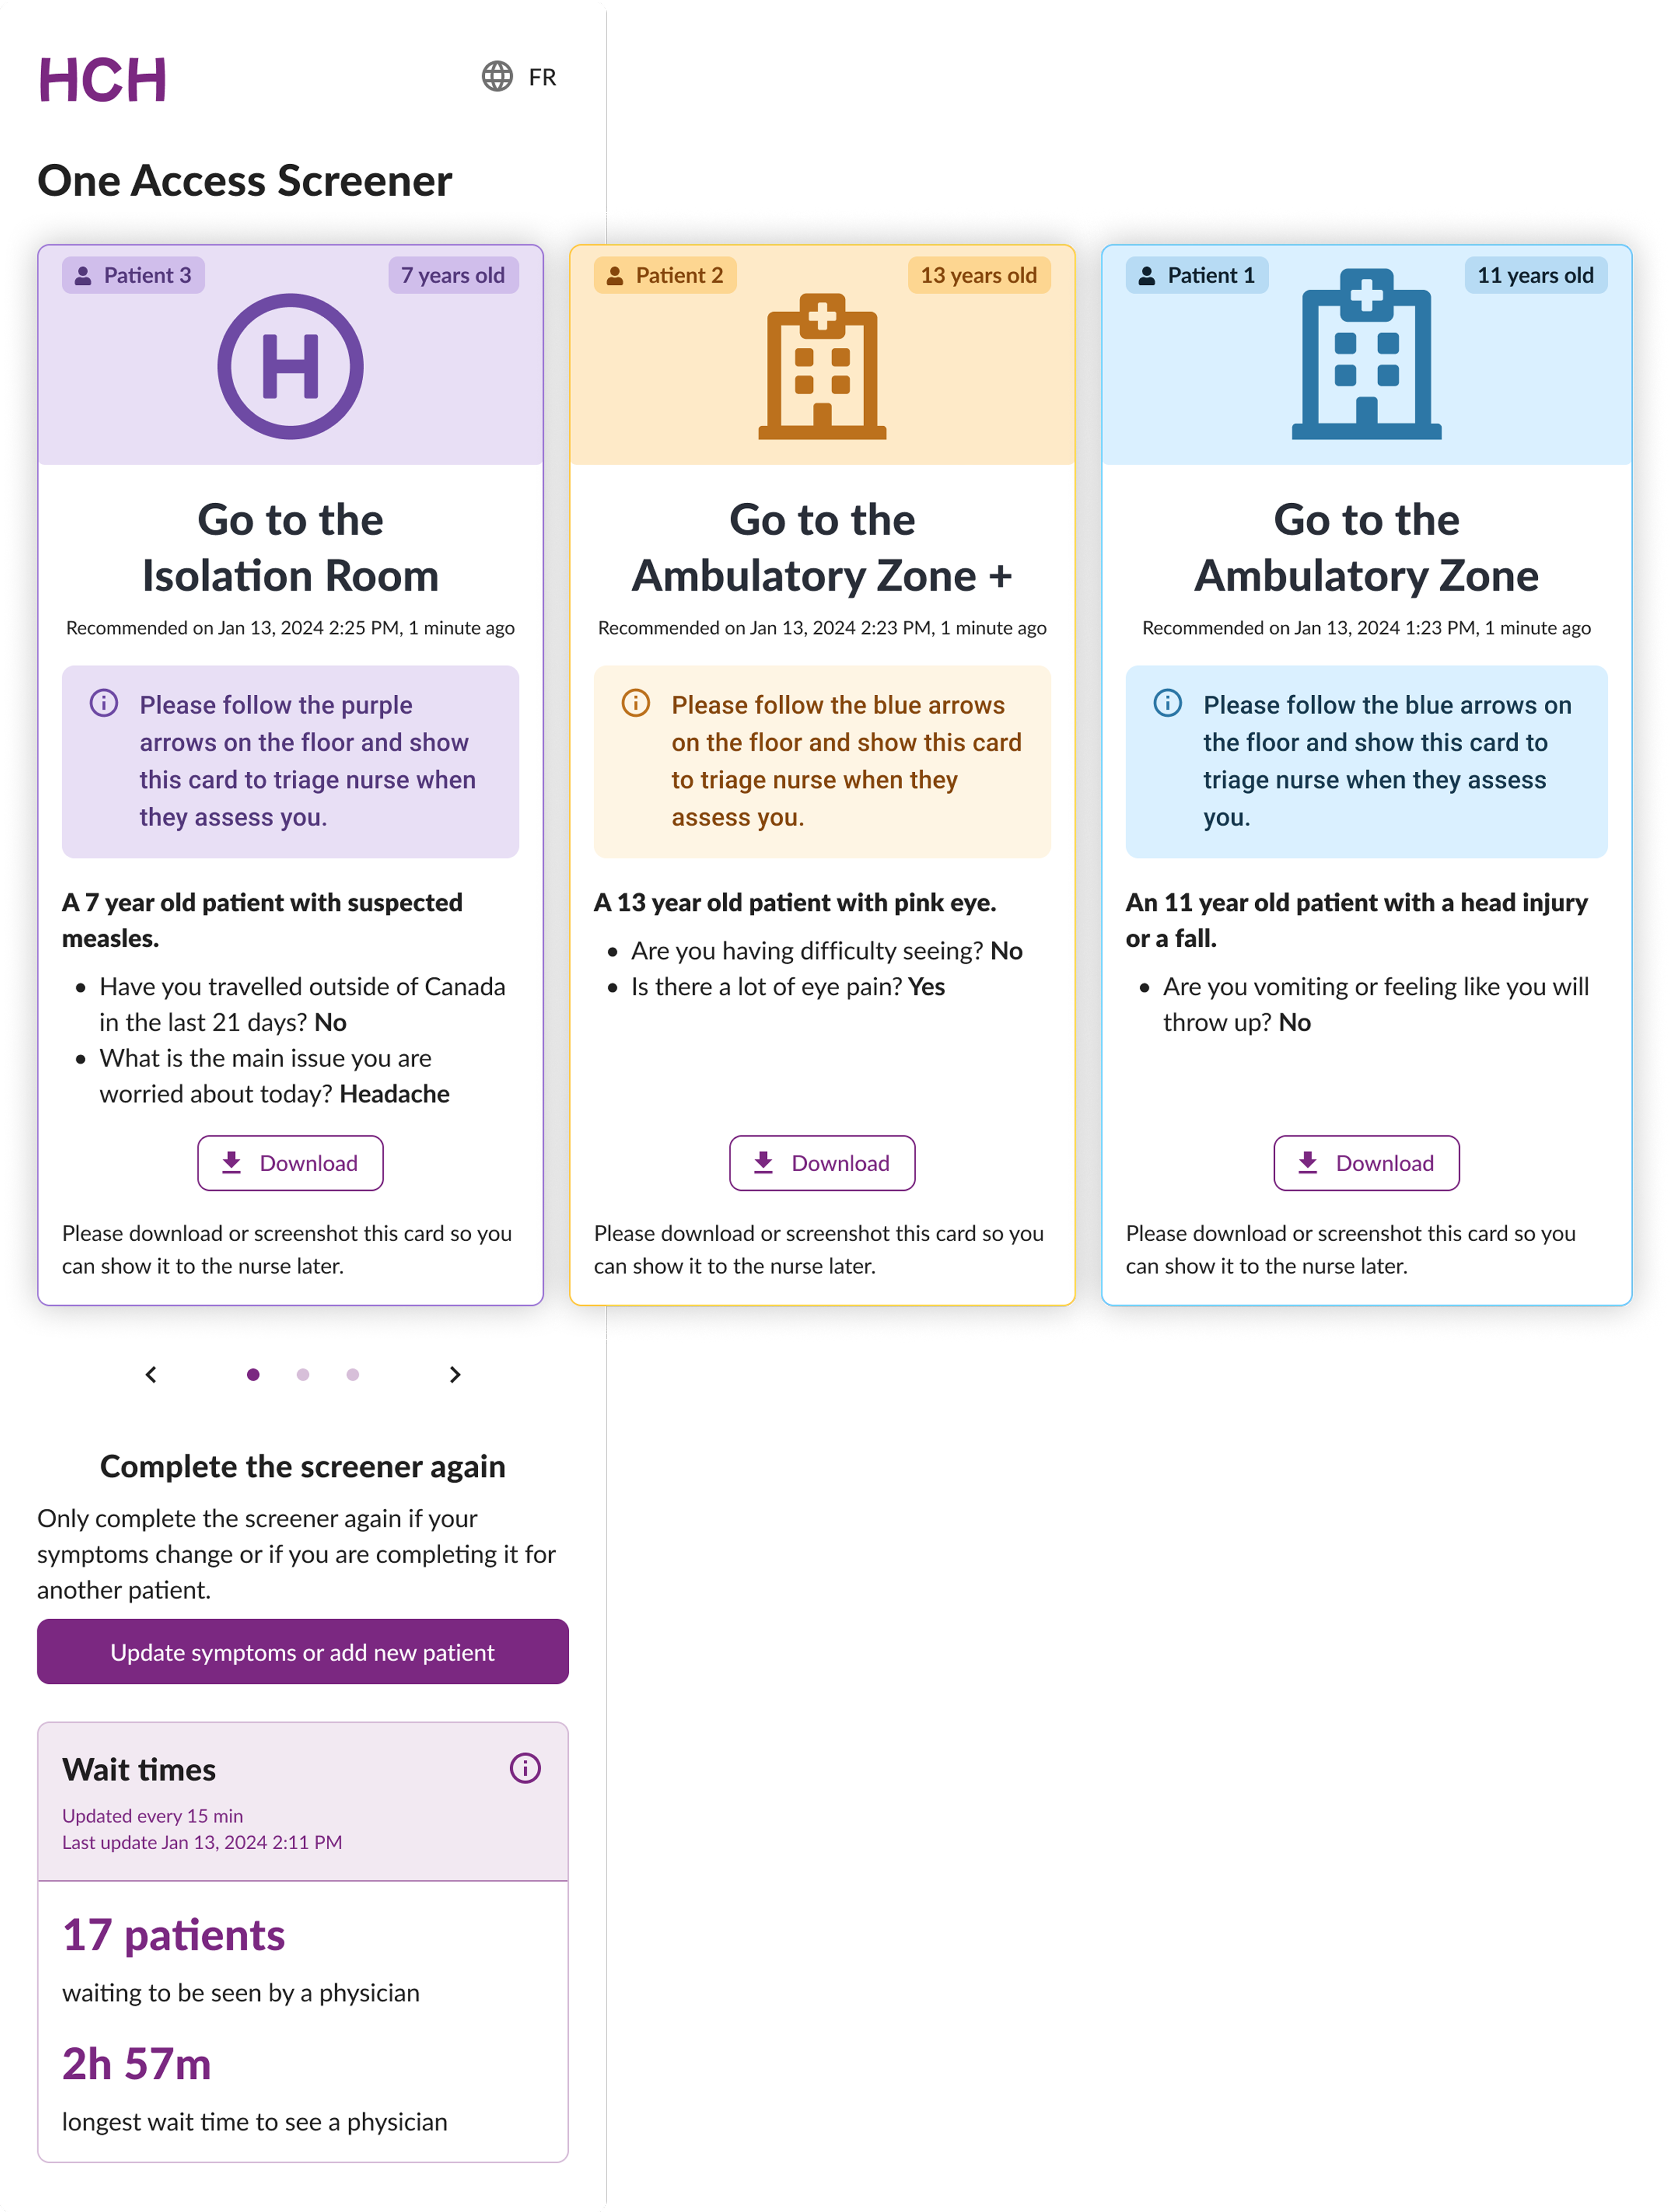 HCH
FR
One Access Screener
Patient 3
7 years old
H
Go to the
Isolation Room
Recommended on Jan 13, 2024 2:25 PM, 1 minute ago
Please follow the purple
arrows on the floor and show
this card to triage nurse when
they assess you.
A 7 year old patient with suspected
measles.
• Have you travelled outside of Canada
in the last 21 days? No
• What is the main issue you are
worried about today? Headache
Download
Please download or screenshot this card so you
can show it to the nurse later.
Patient 2
13 years old
Go to the
Ambulatory Zone +
Recommended on Jan 13, 2024 2:23 PM, 1 minute ago
Please follow the blue arrows
on the floor and show this card
to triage nurse when they
assess you.
A 13 year old patient with pink eye.
• Are you having difficulty seeing? No
• Is there a lot of eye pain? Yes
Download
Please download or screenshot this card so you
can show it to the nurse later.
Patient 1
11 years old
Go to the
Ambulatory Zone
Recommended on Jan 13, 2024 1:23 PM, 1 minute ago
Please follow the blue arrows on
the floor and show this card to
triage nurse when they assess
you.
An 11 year old patient with a head injury
or a fall.
• Are you vomiting or feeling like you will
throw up? No
Download
Please download or screenshot this card so you
can show it to the nurse later.
Complete the screener again
Only complete the screener again if your
symptoms change or if you are completing it for
another patient.
Update symptoms or add new patient
Wait times
Updated every 15 min
Last update Jan 13, 2024 2:11 PM
17 patients
waiting to be seen by a physician
2h 57m
longest wait time to see a physician